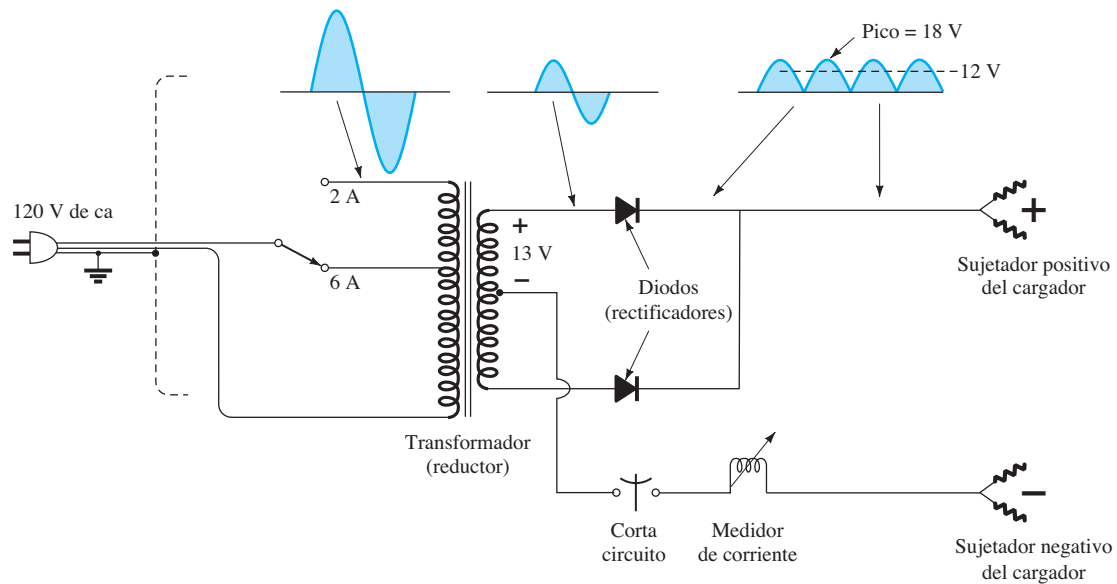 Pico = 18 V
12 V
2 A
120 V de ca
+
13 V
−
+
6 A
Sujetador positivo
del cargador
Diodos
(rectificadores)
Transformador
(reductor)
−
Corta
circuito
Medidor
de corriente
Sujetador negativo
del cargador